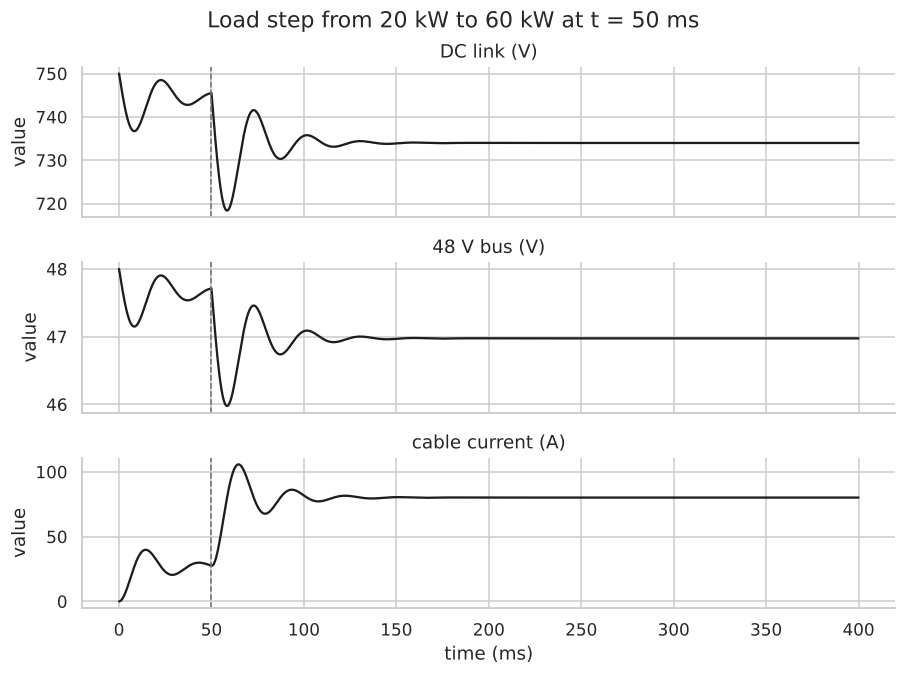 Load step from 20 kW to 60 kW at t = 50 ms
DC link (V)
750
740
730
720
value
48 V bus (V)
48
47
46
value
cable current (A)
100
50
0
value
0 50 100 150 200 250 300 350 400
time (ms)